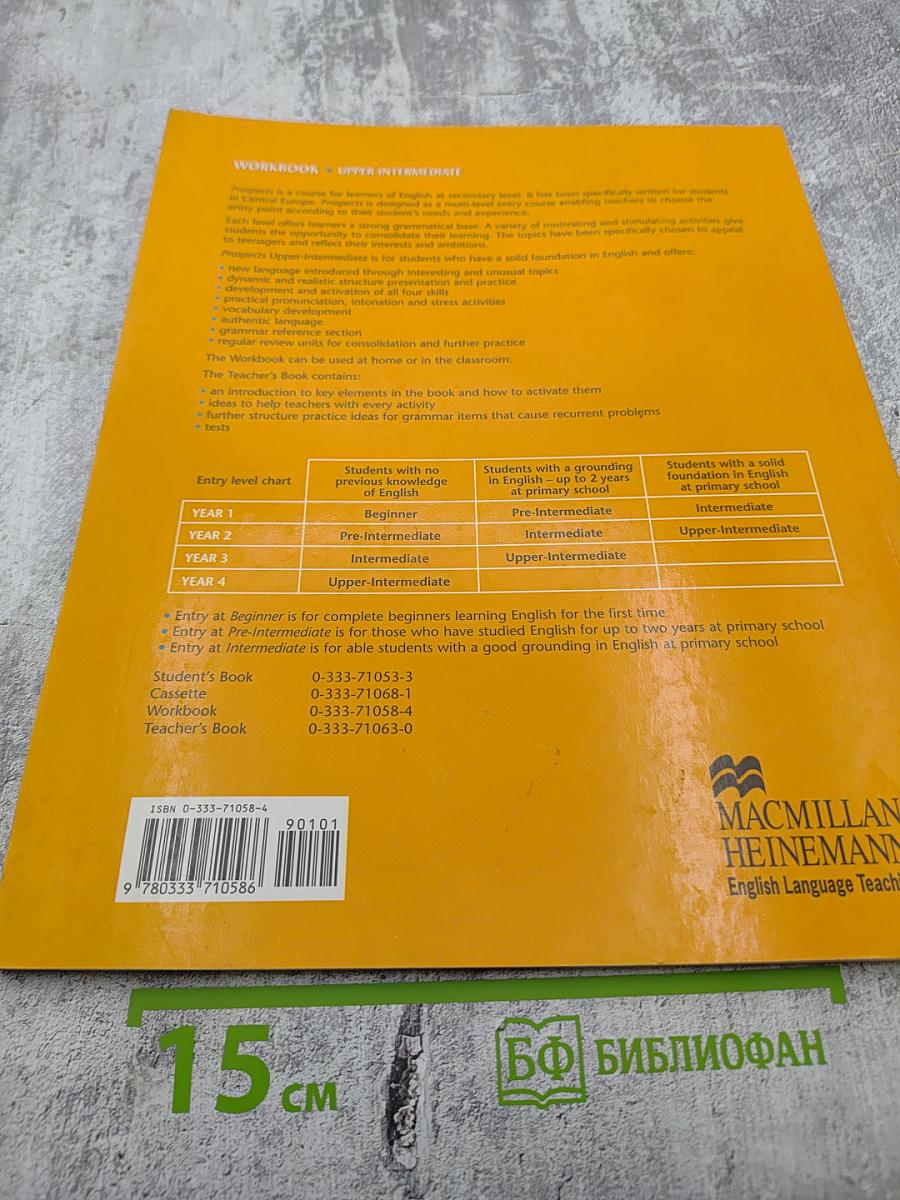 WORKBOOK • UPPER INTERMEDIATE
Prospects is a course for learners of English at secondary level. It has been specifically written for students
in Central Europe. Prospects is designed as a multi-level entry course enabling teachers to choose the
entry point according to their student's needs and experience.
Each level offers learners a strong grammatical base. A variety of motivating and stimulating activities give
students the opportunity to consolidate their learning. The topics have been specifically chosen to appeal
to teenagers and reflect their interests and ambitions.
Prospects Upper-Intermediate is for students who have a solid foundation in English and offers:
• new language introduced through interesting and unusual topics
• dynamic and realistic structure presentation and practice
• development and activation of all four skills
• practical pronunciation, intonation and stress activities
• vocabulary development
• authentic language
• grammar reference section
• regular review units for consolidation and further practice
The Workbook can be used at home or in the classroom.
The Teacher's Book contains:
• an introduction to key elements in the book and how to activate them
• ideas to help teachers with every activity
• further structure practice ideas for grammar items that cause recurrent problems
• tests
Entry level chart
Students with no
previous knowledge
of English
Students with a grounding
in English – up to 2 years
at primary school
Students with a solid
foundation in English
at primary school
YEAR 1 Beginner Pre-Intermediate Intermediate
YEAR 2 Pre-Intermediate Intermediate Upper-Intermediate
YEAR 3 Intermediate Upper-Intermediate
YEAR 4 Upper-Intermediate
• Entry at Beginner is for complete beginners learning English for the first time
• Entry at Pre-Intermediate is for those who have studied English for up to two years at primary school
• Entry at Intermediate is for able students with a good grounding in English at primary school
Student's Book 0-333-71053-3
Cassette 0-333-71068-1
Workbook 0-333-71058-4
Teacher's Book 0-333-71063-0
ISBN 0-333-71058-4
90101
9 780333 710586
MACMILLAN
HEINEMANN
English Language Teachi
15 см
БФ БИБЛИОФАН